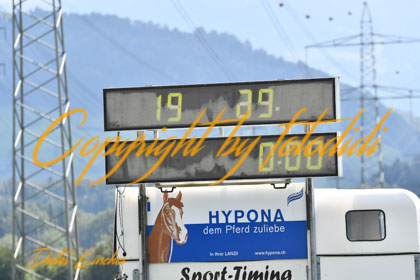 19 29.
0:00
Copyright by fotodidi
HYPONA
dem Pferd zuliebe
In Ihrer LANDI www.hypona.ch
Sport-Timing